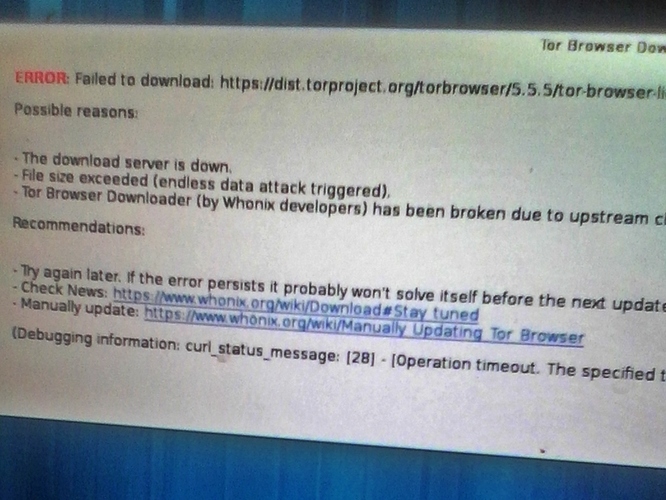 Tor Browser
ERROR: Failed to download: https://dist.torproject.org/torbrowser/5.5.5/tor-browser-
Possible reasons:
- The download server is down.
- File size exceeded (endless data attack triggered).
- Tor Browser Downloader (by Whonix developers) has been broken due to upstream
Recommendations:
- Try again later. If the error persists it probably won't solve itself before the next update
- Check News: https://www.whonix.org/wiki/Download#Stay_tuned
- Manually update: https://www.whonix.org/wiki/Manually_Updating_Tor_Browser
(Debugging information: curl_status_message: [28] - [Operation timeout. The specified